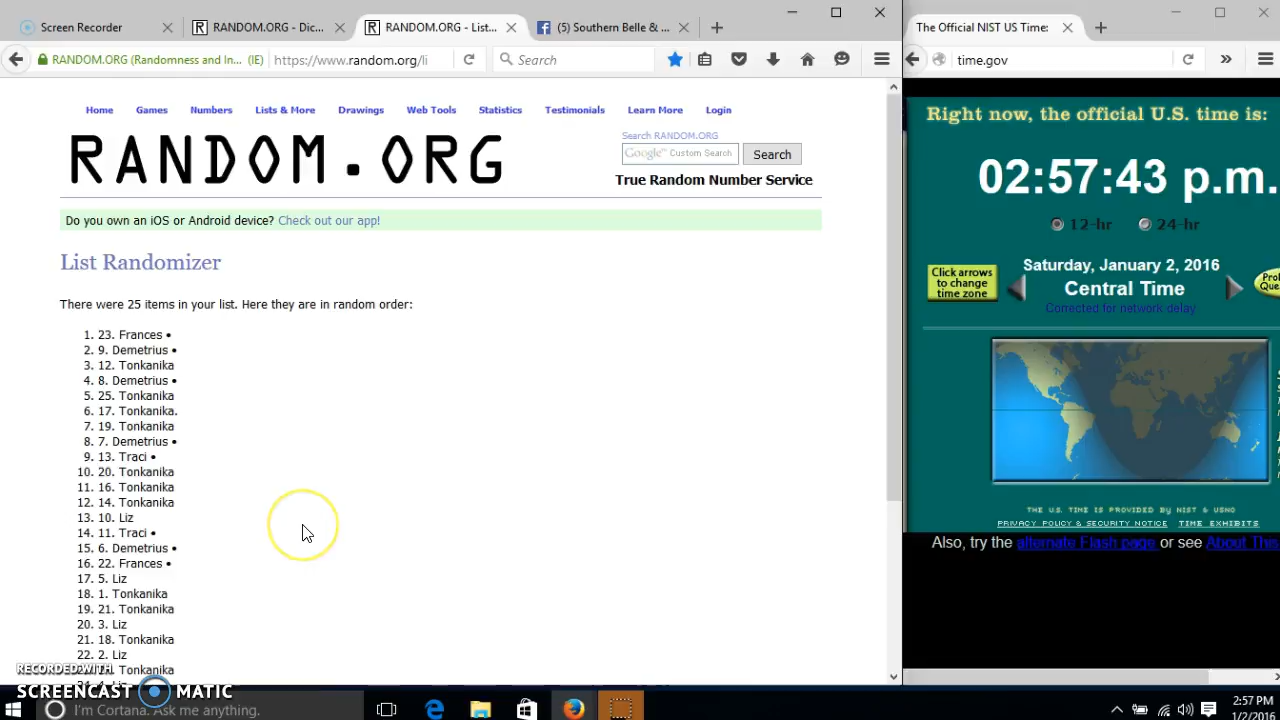 Screen Recorder
RANDOM.ORG - Dic...
RANDOM.ORG - List...
(5) Southern Belle & ...
The Official NIST US Time:
RANDOM.ORG (Randomness and In... (IE)
https://www.random.org/li
Search
time.gov
Home Games Numbers Lists & More Drawings Web Tools Statistics Testimonials Learn More Login
RANDOM.ORG
Search RANDOM.ORG
Google™ Custom Search
Search
True Random Number Service
Do you own an iOS or Android device? Check out our app!
List Randomizer
There were 25 items in your list. Here they are in random order:
1. 23. Frances •
2. 9. Demetrius •
3. 12. Tonkanika
4. 8. Demetrius •
5. 25. Tonkanika
6. 17. Tonkanika.
7. 19. Tonkanika
8. 7. Demetrius •
9. 13. Traci •
10. 20. Tonkanika
11. 16. Tonkanika
12. 14. Tonkanika
13. 10. Liz
14. 11. Traci •
15. 6. Demetrius •
16. 22. Frances •
17. 5. Liz
18. 1. Tonkanika
19. 21. Tonkanika
20. 3. Liz
21. 18. Tonkanika
22. 2. Liz
Tonkanika
Right now, the official U.S. time is:
02:57:43 p.m.
12-hr 24-hr
Click arrows
to change
time zone
Saturday, January 2, 2016
Central Time
Corrected for network delay
THE U.S. TIME IS PROVIDED BY NIST & USNO
PRIVACY POLICY & SECURITY NOTICE TIME EXHIBITS
Also, try the alternate Flash page or see About This
RECORDED WITH
SCREENCAST MATIC
I'm Cortana. Ask me anything.
2:57 PM
1/2/2016